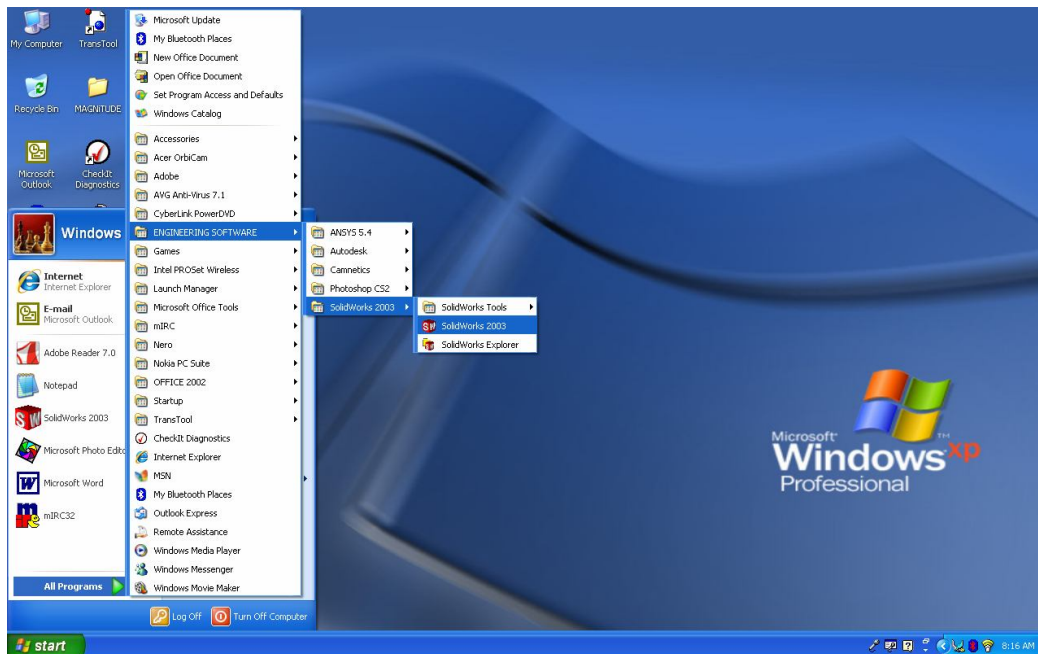 My Computer
TransTool
Recycle Bin
MAGNiTUDE
Microsoft
Outlook
CheckIt
Diagnostics
Windows
Internet
Internet Explorer
E-mail
Microsoft Outlook
Adobe Reader 7.0
Notepad
SolidWorks 2003
Microsoft Photo Edito
Microsoft Word
mIRC32
All Programs
Microsoft Update
My Bluetooth Places
New Office Document
Open Office Document
Set Program Access and Defaults
Windows Catalog
Accessories
Acer OrbiCam
Adobe
AVG Anti-Virus 7.1
CyberLink PowerDVD
ENGINEERING SOFTWARE
Games
Intel PROSet Wireless
Launch Manager
Microsoft Office Tools
mIRC
Nero
Nokia PC Suite
OFFICE 2002
Startup
TransTool
CheckIt Diagnostics
Internet Explorer
MSN
My Bluetooth Places
Outlook Express
Remote Assistance
Windows Media Player
Windows Messenger
Windows Movie Maker
ANSYS 5.4
Autodesk
Camnetics
Photoshop CS2
SolidWorks 2003
SolidWorks Tools
SolidWorks 2003
SolidWorks Explorer
Microsoft
TM
Windows xp
Professional
Log Off
Turn Off Computer
start
8:16 AM